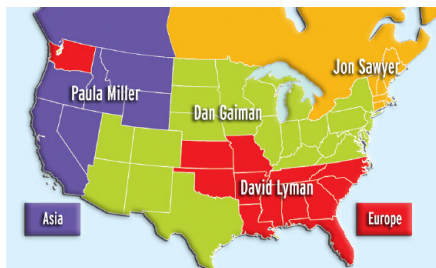 Jon Sawyer
Paula Miller
Dan Gaiman
David Lyman
Asia
Europe